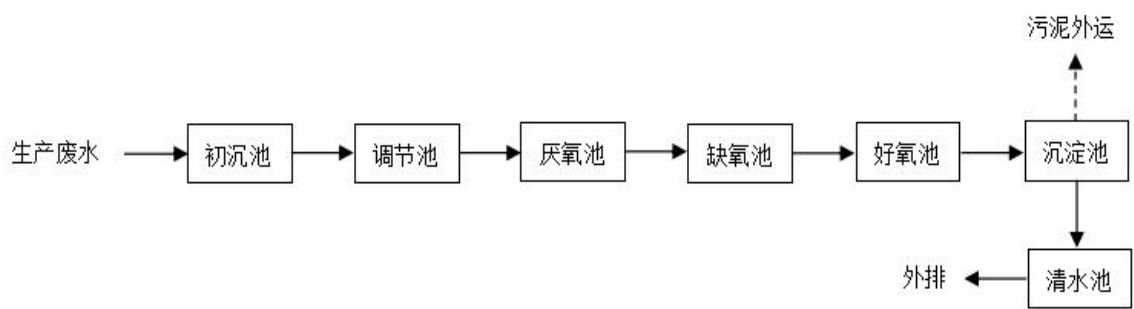 污泥外运
生产废水
初沉池
调节池
厌氧池
缺氧池
好氧池
沉淀池
外排
清水池